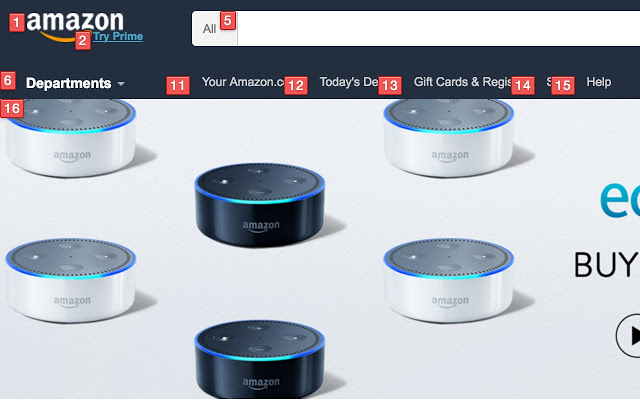 1 amazon
2 Try Prime
All 5
6 Departments
11 Your Amazon.c 12 Today's De 13 Gift Cards & Regis 14 S 15 Help
16
amazon
amazon
amazon
amazon
amazon
amazon
ec
BUY